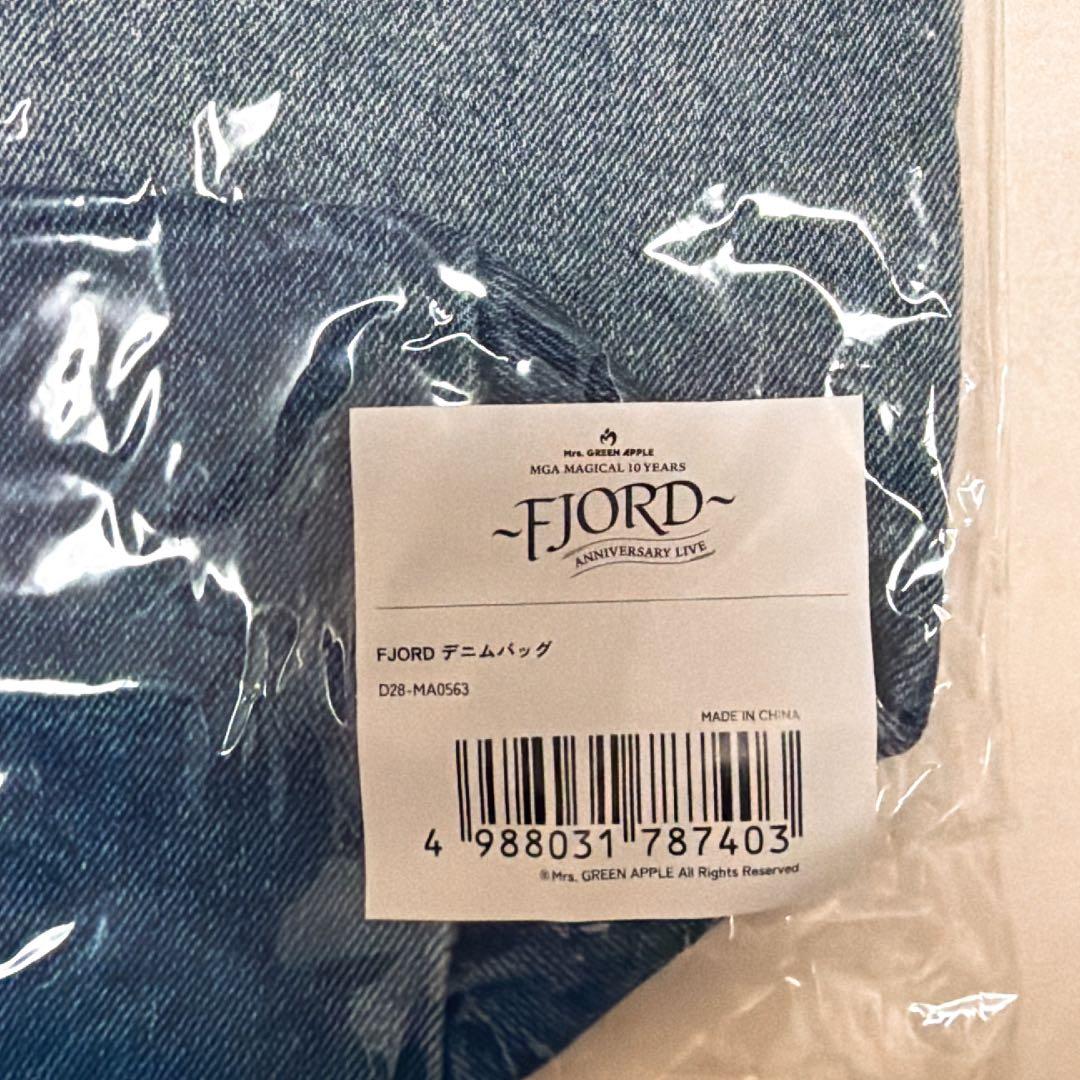 Mrs. GREEN APPLE
MGA MAGICAL 10 YEARS
~FJORD~
ANNIVERSARY LIVE
FJORD デニムバッグ
D28-MA0563
MADE IN CHINA
4 988031 787403
®Mrs. GREEN APPLE All Rights Reserved